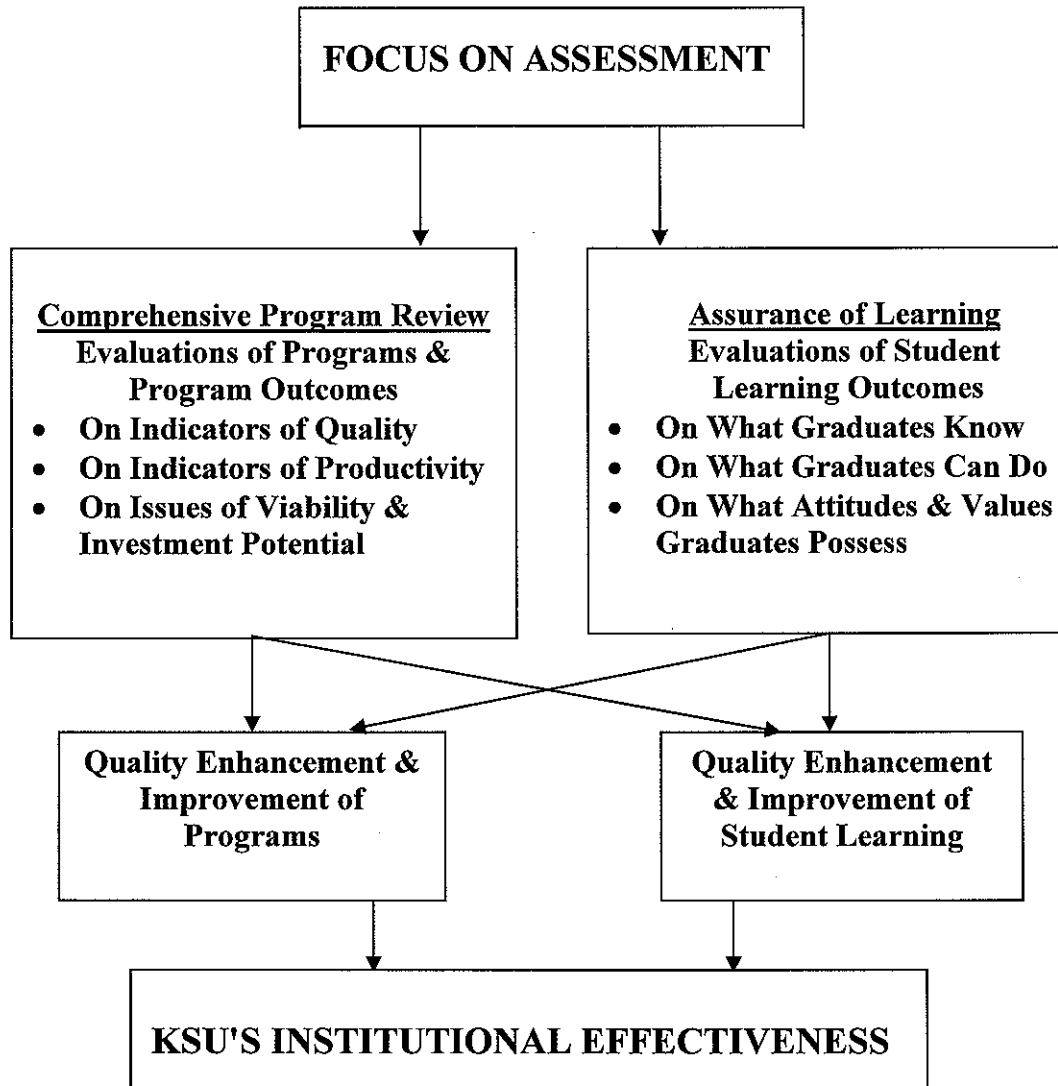 FOCUS ON ASSESSMENT
Comprehensive Program Review
Evaluations of Programs &
Program Outcomes
• On Indicators of Quality
• On Indicators of Productivity
• On Issues of Viability &
Investment Potential
Assurance of Learning
Evaluations of Student
Learning Outcomes
• On What Graduates Know
• On What Graduates Can Do
• On What Attitudes & Values
Graduates Possess
Quality Enhancement &
Improvement of
Programs
Quality Enhancement
& Improvement of
Student Learning
KSU'S INSTITUTIONAL EFFECTIVENESS